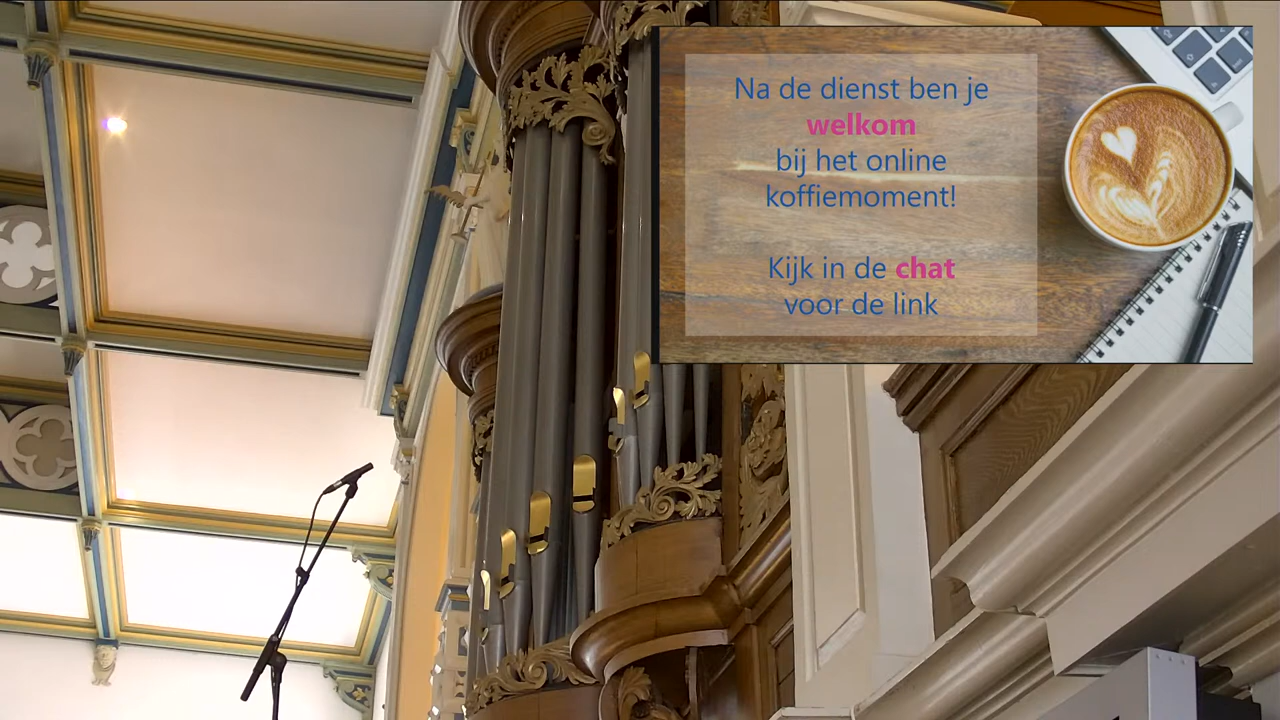 Na de dienst ben je
welkom
bij het online
koffiemoment!
Kijk in de chat
voor de link